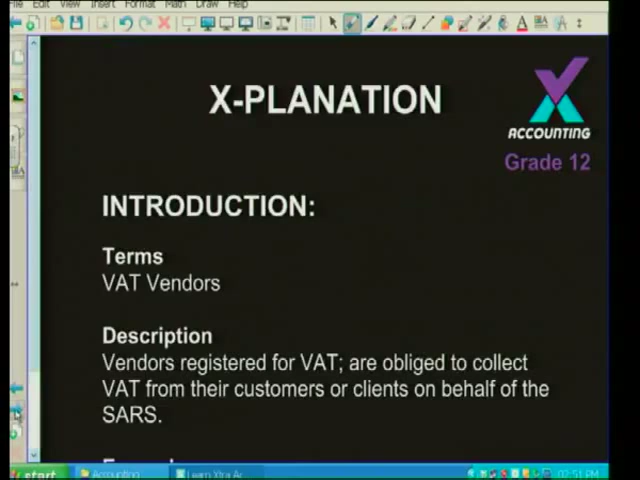 File Edit View Insert Format Math Draw Help
X-PLANATION
ACCOUNTING
Grade 12
INTRODUCTION:
Terms
VAT Vendors
Description
Vendors registered for VAT; are obliged to collect
VAT from their customers or clients on behalf of the
SARS.
start Accounting Learn Xtra Ac... 02:51 PM